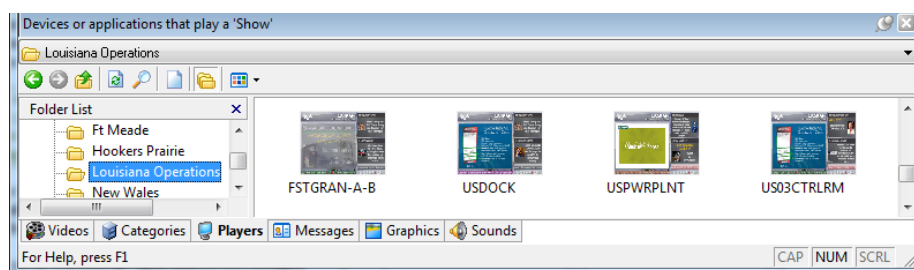 Devices or applications that play a 'Show'
Louisiana Operations
Folder List
Ft Meade
Hookers Prairie
Louisiana Operations
New Wales
FSTGRAN-A-B
USDOCK
USPWRPLNT
US03CTRLRM
Videos Categories Players Messages Graphics Sounds
For Help, press F1
CAP NUM SCRL